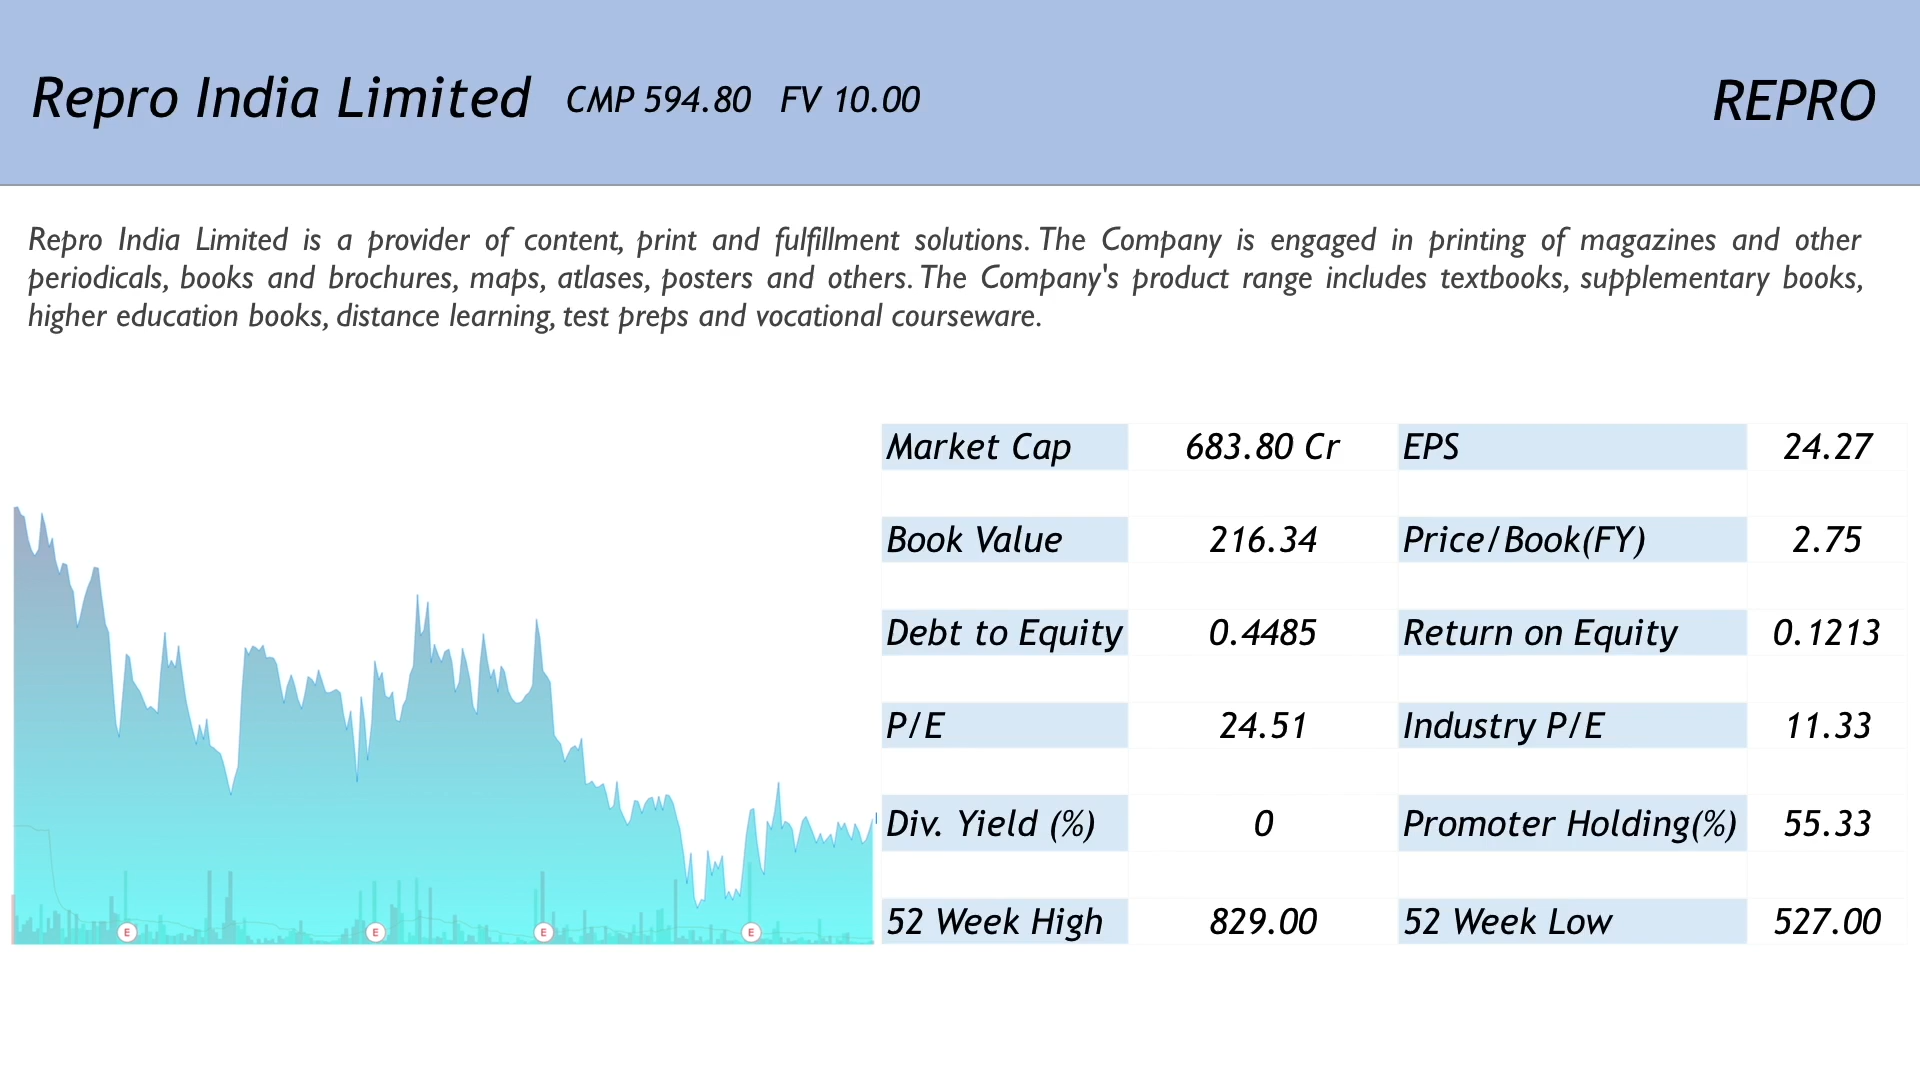 Repro India Limited CMP 594.80 FV 10.00 REPRO
Repro India Limited is a provider of content, print and fulfillment solutions. The Company is engaged in printing of magazines and other
periodicals, books and brochures, maps, atlases, posters and others. The Company's product range includes textbooks, supplementary books,
higher education books, distance learning, test preps and vocational courseware.
Market Cap 683.80 Cr EPS 24.27
Book Value 216.34 Price/Book(FY) 2.75
Debt to Equity 0.4485 Return on Equity 0.1213
P/E 24.51 Industry P/E 11.33
Div. Yield (%) 0 Promoter Holding(%) 55.33
52 Week High 829.00 52 Week Low 527.00
E E E E